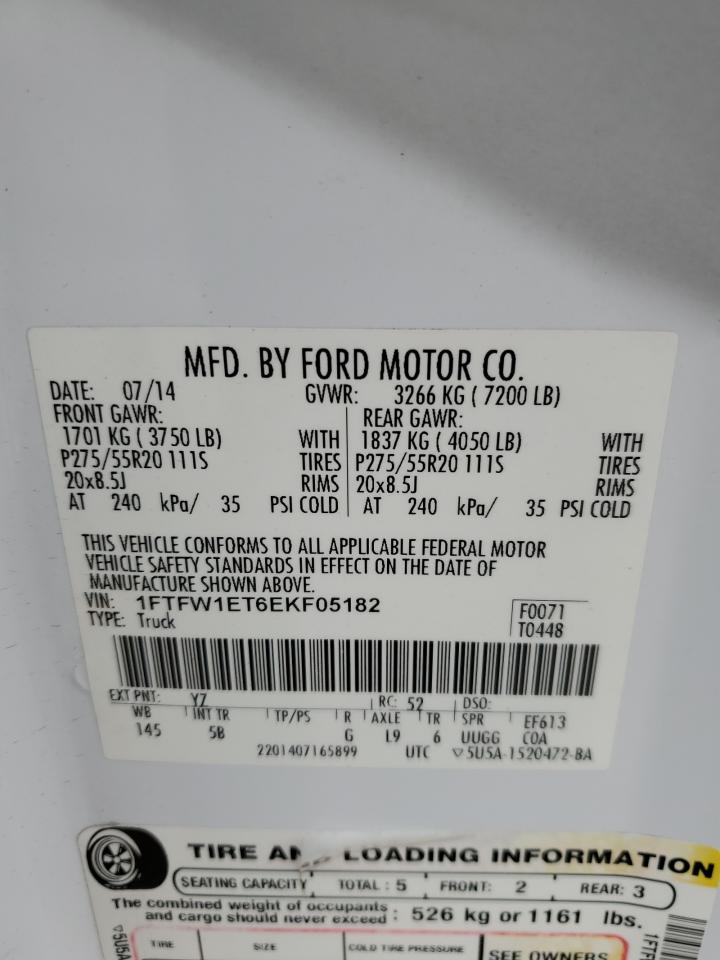 MFD. BY FORD MOTOR CO.
DATE: 07/14 GVWR: 3266 KG ( 7200 LB)
FRONT GAWR: REAR GAWR:
1701 KG ( 3750 LB) WITH 1837 KG ( 4050 LB) WITH
P275/55R20 111S TIRES P275/55R20 111S TIRES
20x8.5J RIMS 20x8.5J RIMS
AT 240 kPa/ 35 PSI COLD AT 240 kPa/ 35 PSI COLD
THIS VEHICLE CONFORMS TO ALL APPLICABLE FEDERAL MOTOR
VEHICLE SAFETY STANDARDS IN EFFECT ON THE DATE OF
MANUFACTURE SHOWN ABOVE.
VIN: 1FTFW1ET6EKF05182 F0071
TYPE: Truck T0448
EXT PNT: YZ RC: 52 DSO:
WB INT TR TP/PS R AXLE TR SPR EF613
145 5B G L9 6 UUGG COA
2201407165899 UTC ▽5U5A-1520472-BA
TIRE AND LOADING INFORMATION
SEATING CAPACITY TOTAL : 5 FRONT: 2 REAR: 3
The combined weight of occupants
and cargo should never exceed : 526 kg or 1161 lbs.
TIRE SIZE COLD TIRE PRESSURE SEE OWNERS
▽5U5A
1FTF